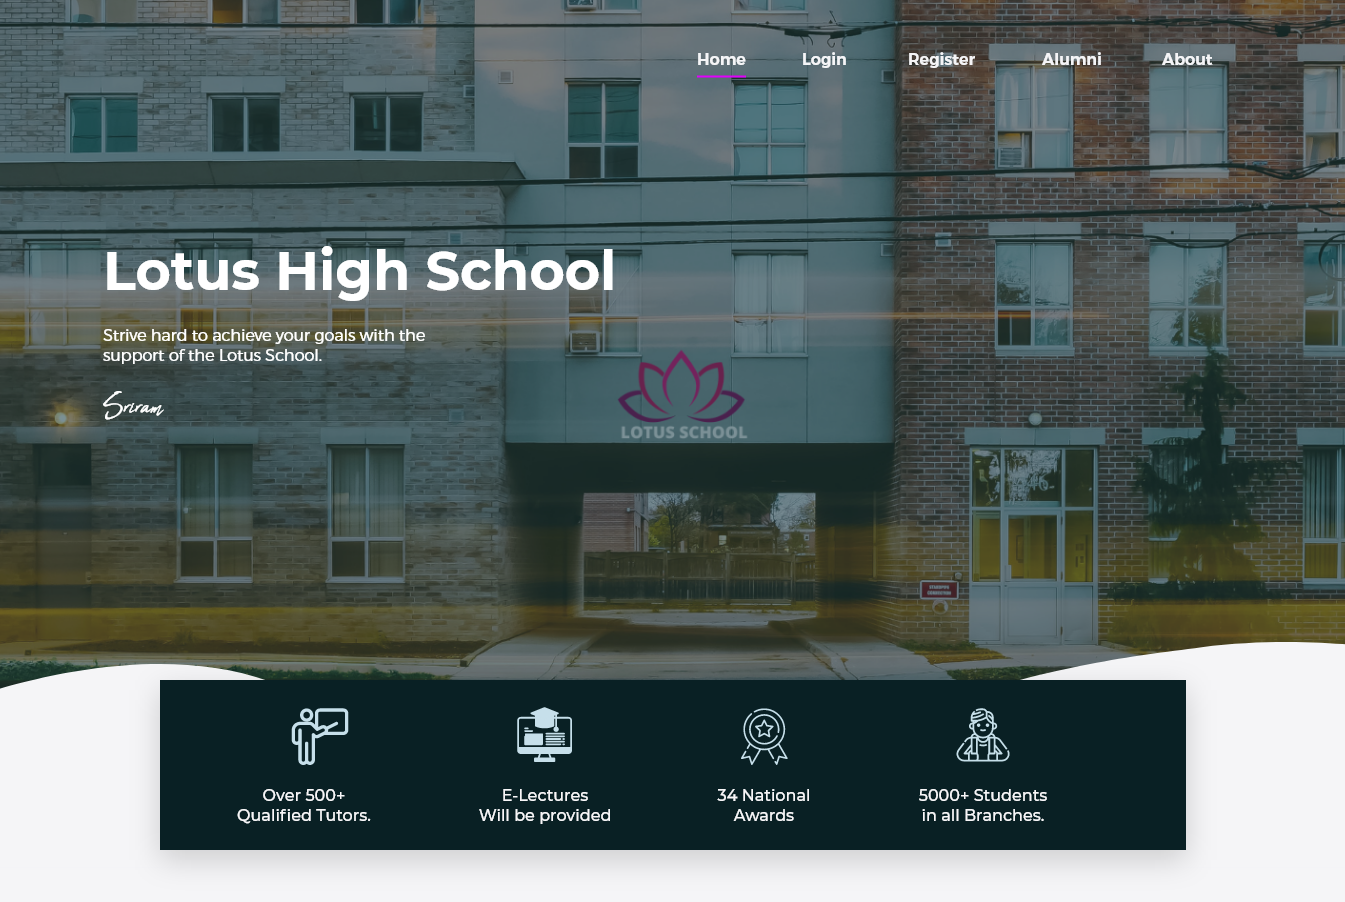 Home Login Register Alumni About
Lotus High School
Strive hard to achieve your goals with the
support of the Lotus School.
Sriram
LOTUS SCHOOL
Over 500+
Qualified Tutors.
E-Lectures
Will be provided
34 National
Awards
5000+ Students
in all Branches.